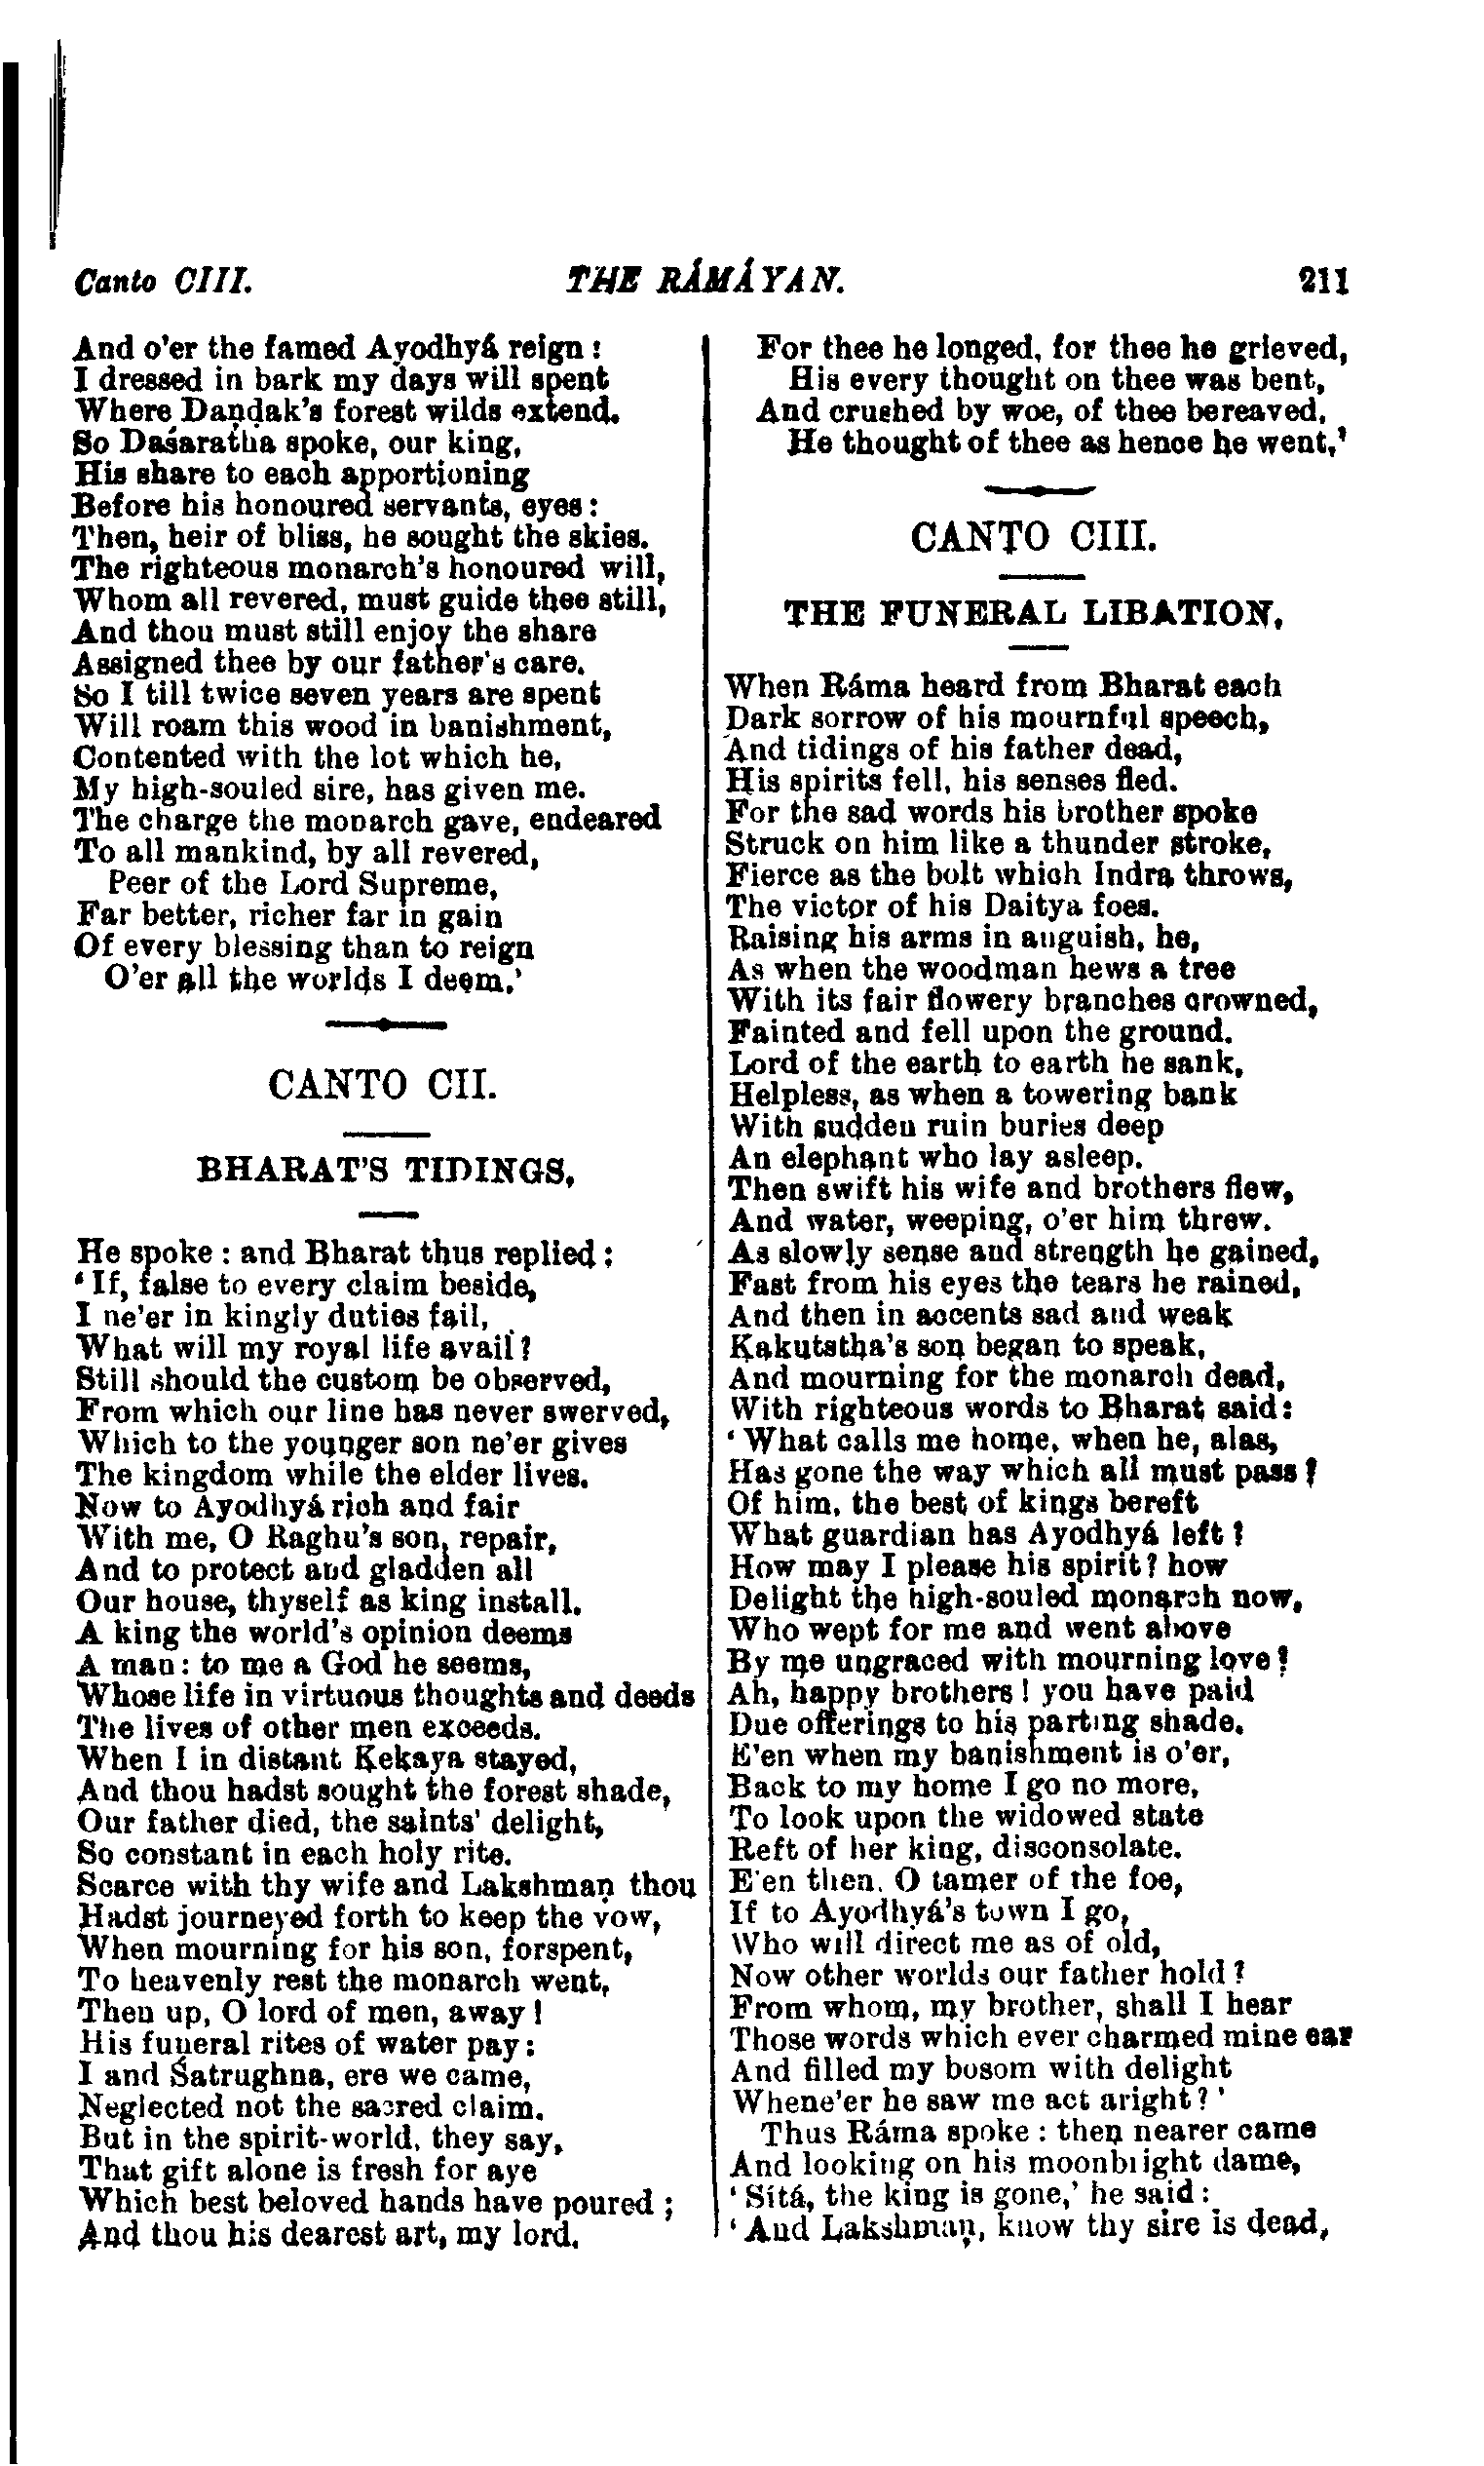 Canto CIII. THE RÁMÁYAN. 211
And o'er the famed Ayodhyá reign :
I dressed in bark my days will spent
Where Daṇḍak's forest wilds extend.
So Daśaratha spoke, our king,
His share to each apportioning
Before his honoured servants, eyes :
Then, heir of bliss, he sought the skies.
The righteous monarch's honoured will,
Whom all revered, must guide thee still,
And thou must still enjoy the share
Assigned thee by our father's care.
So I till twice seven years are spent
Will roam this wood in banishment,
Contented with the lot which he,
My high-souled sire, has given me.
The charge the monarch gave, endeared
To all mankind, by all revered,
Peer of the Lord Supreme,
Far better, richer far in gain
Of every blessing than to reign
O'er all the worlds I deem.'
CANTO CII.
BHARAT'S TIDINGS.
He spoke : and Bharat thus replied :
'If, false to every claim beside,
I ne'er in kingly duties fail,
What will my royal life avail ?
Still should the custom be observed,
From which our line has never swerved,
Which to the younger son ne'er gives
The kingdom while the elder lives.
Now to Ayodhyá rich and fair
With me, O Raghu's son, repair,
And to protect and gladden all
Our house, thyself as king install.
A king the world's opinion deems
A man : to me a God he seems,
Whose life in virtuous thoughts and deeds
The lives of other men exceeds.
When I in distant Kekaya stayed,
And thou hadst sought the forest shade,
Our father died, the saints' delight,
So constant in each holy rite.
Scarce with thy wife and Lakshmaṇ thou
Hadst journeyed forth to keep the vow,
When mourning for his son, forspent,
To heavenly rest the monarch went,
Then up, O lord of men, away !
His funeral rites of water pay :
I and Śatrughna, ere we came,
Neglected not the sacred claim.
But in the spirit-world, they say,
That gift alone is fresh for aye
Which best beloved hands have poured ;
And thou his dearest art, my lord.
For thee he longed, for thee he grieved,
His every thought on thee was bent,
And crushed by woe, of thee bereaved,
He thought of thee as hence he went.'
CANTO CIII.
THE FUNERAL LIBATION.
When Ráma heard from Bharat each
Dark sorrow of his mournful speech,
And tidings of his father dead,
His spirits fell, his senses fled.
For the sad words his brother spoke
Struck on him like a thunder stroke,
Fierce as the bolt which Indra throws,
The victor of his Daitya foes.
Raising his arms in anguish, he,
As when the woodman hews a tree
With its fair flowery branches crowned,
Fainted and fell upon the ground.
Lord of the earth to earth he sank,
Helpless, as when a towering bank
With sudden ruin buries deep
An elephant who lay asleep.
Then swift his wife and brothers flew,
And water, weeping, o'er him threw.
As slowly sense and strength he gained,
Fast from his eyes the tears he rained,
And then in accents sad and weak
Kakutstha's son began to speak,
And mourning for the monarch dead,
With righteous words to Bharat said :
'What calls me home, when he, alas,
Has gone the way which all must pass ?
Of him, the best of kings bereft
What guardian has Ayodhyá left ?
How may I please his spirit ? how
Delight the high-souled monarch now,
Who wept for me and went above
By me ungraced with mourning love !
Ah, happy brothers ! you have paid
Due offerings to his parting shade.
E'en when my banishment is o'er,
Back to my home I go no more,
To look upon the widowed state
Reft of her king, disconsolate.
E'en then, O tamer of the foe,
If to Ayodhyá's town I go,
Who will direct me as of old,
Now other worlds our father hold ?
From whom, my brother, shall I hear
Those words which ever charmed mine ear
And filled my bosom with delight
Whene'er he saw me act aright ? '
Thus Ráma spoke : then nearer came
And looking on his moonbright dame,
'Sítá, the king is gone,' he said :
'And Lakshmaṇ, know thy sire is dead,